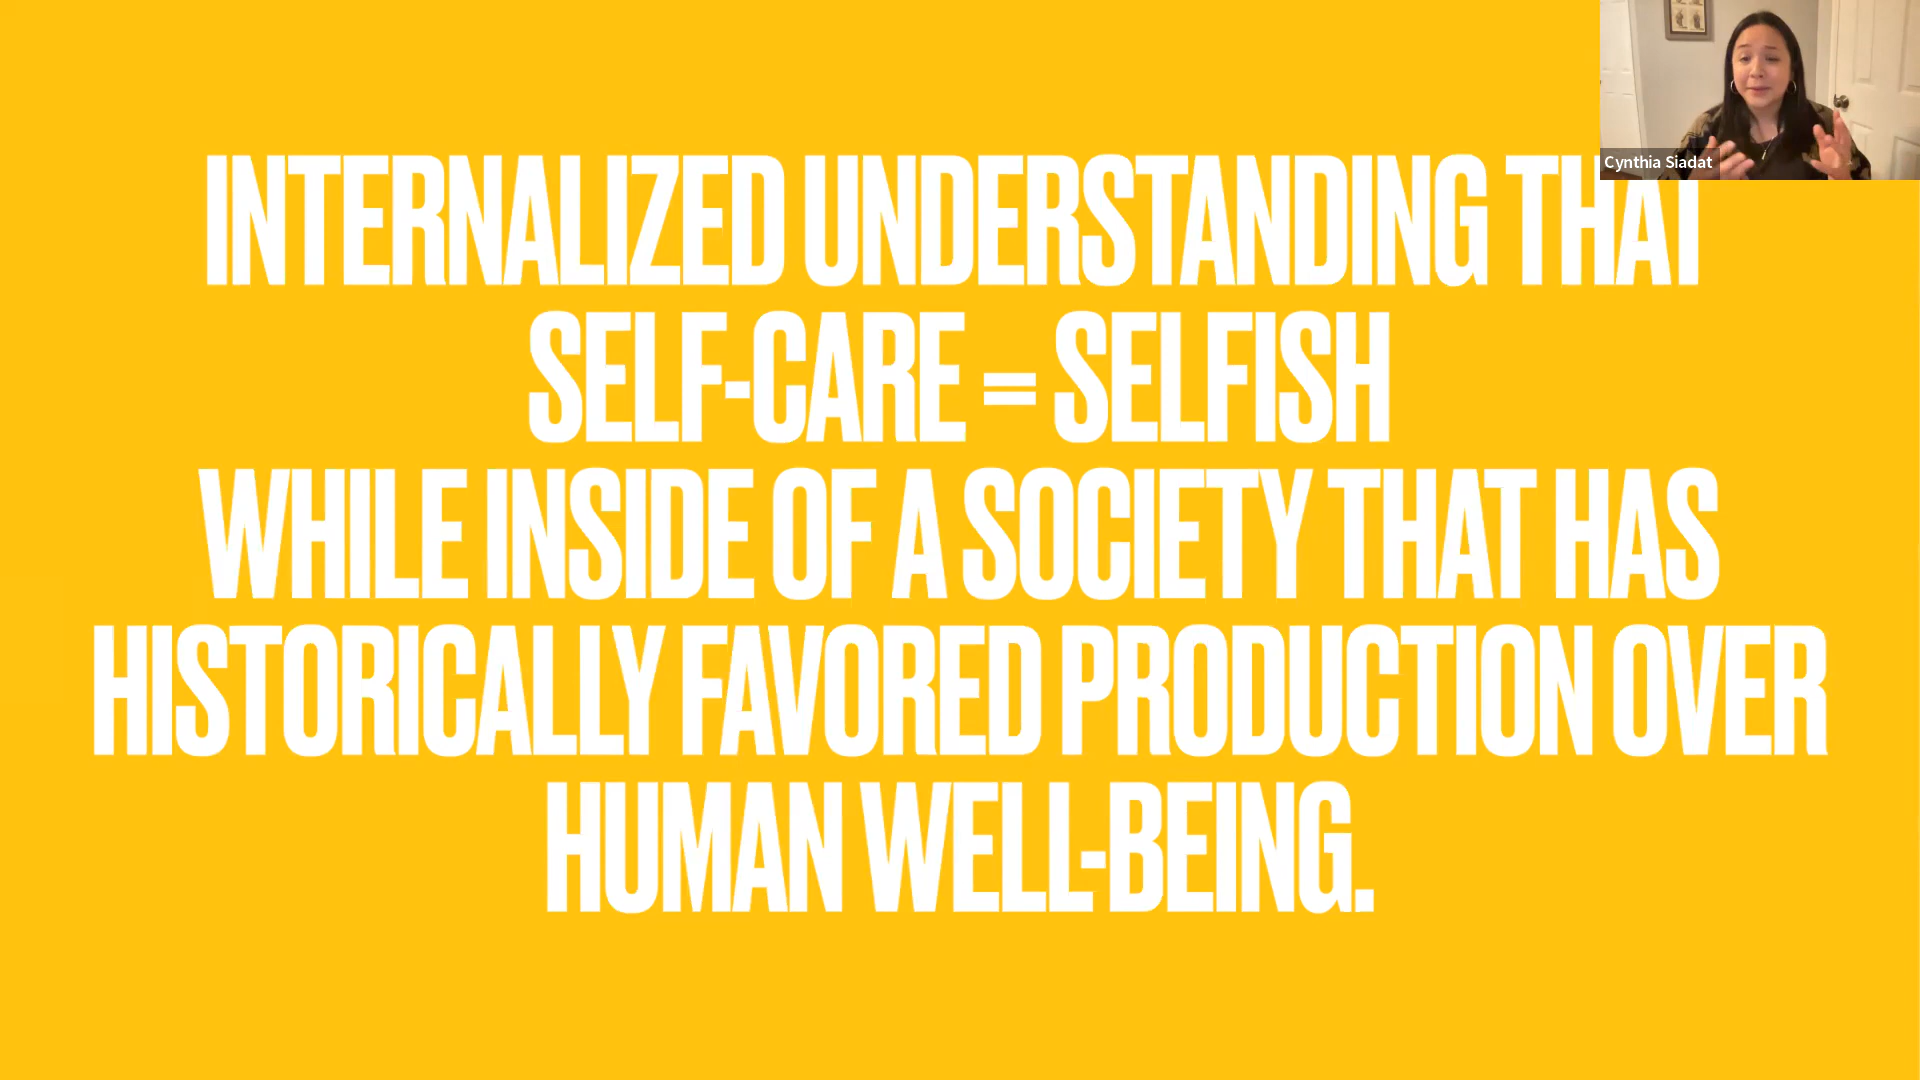 Cynthia Siadat
INTERNALIZED UNDERSTANDING THAT
SELF-CARE = SELFISH
WHILE INSIDE OF A SOCIETY THAT HAS
HISTORICALLY FAVORED PRODUCTION OVER
HUMAN WELL-BEING.